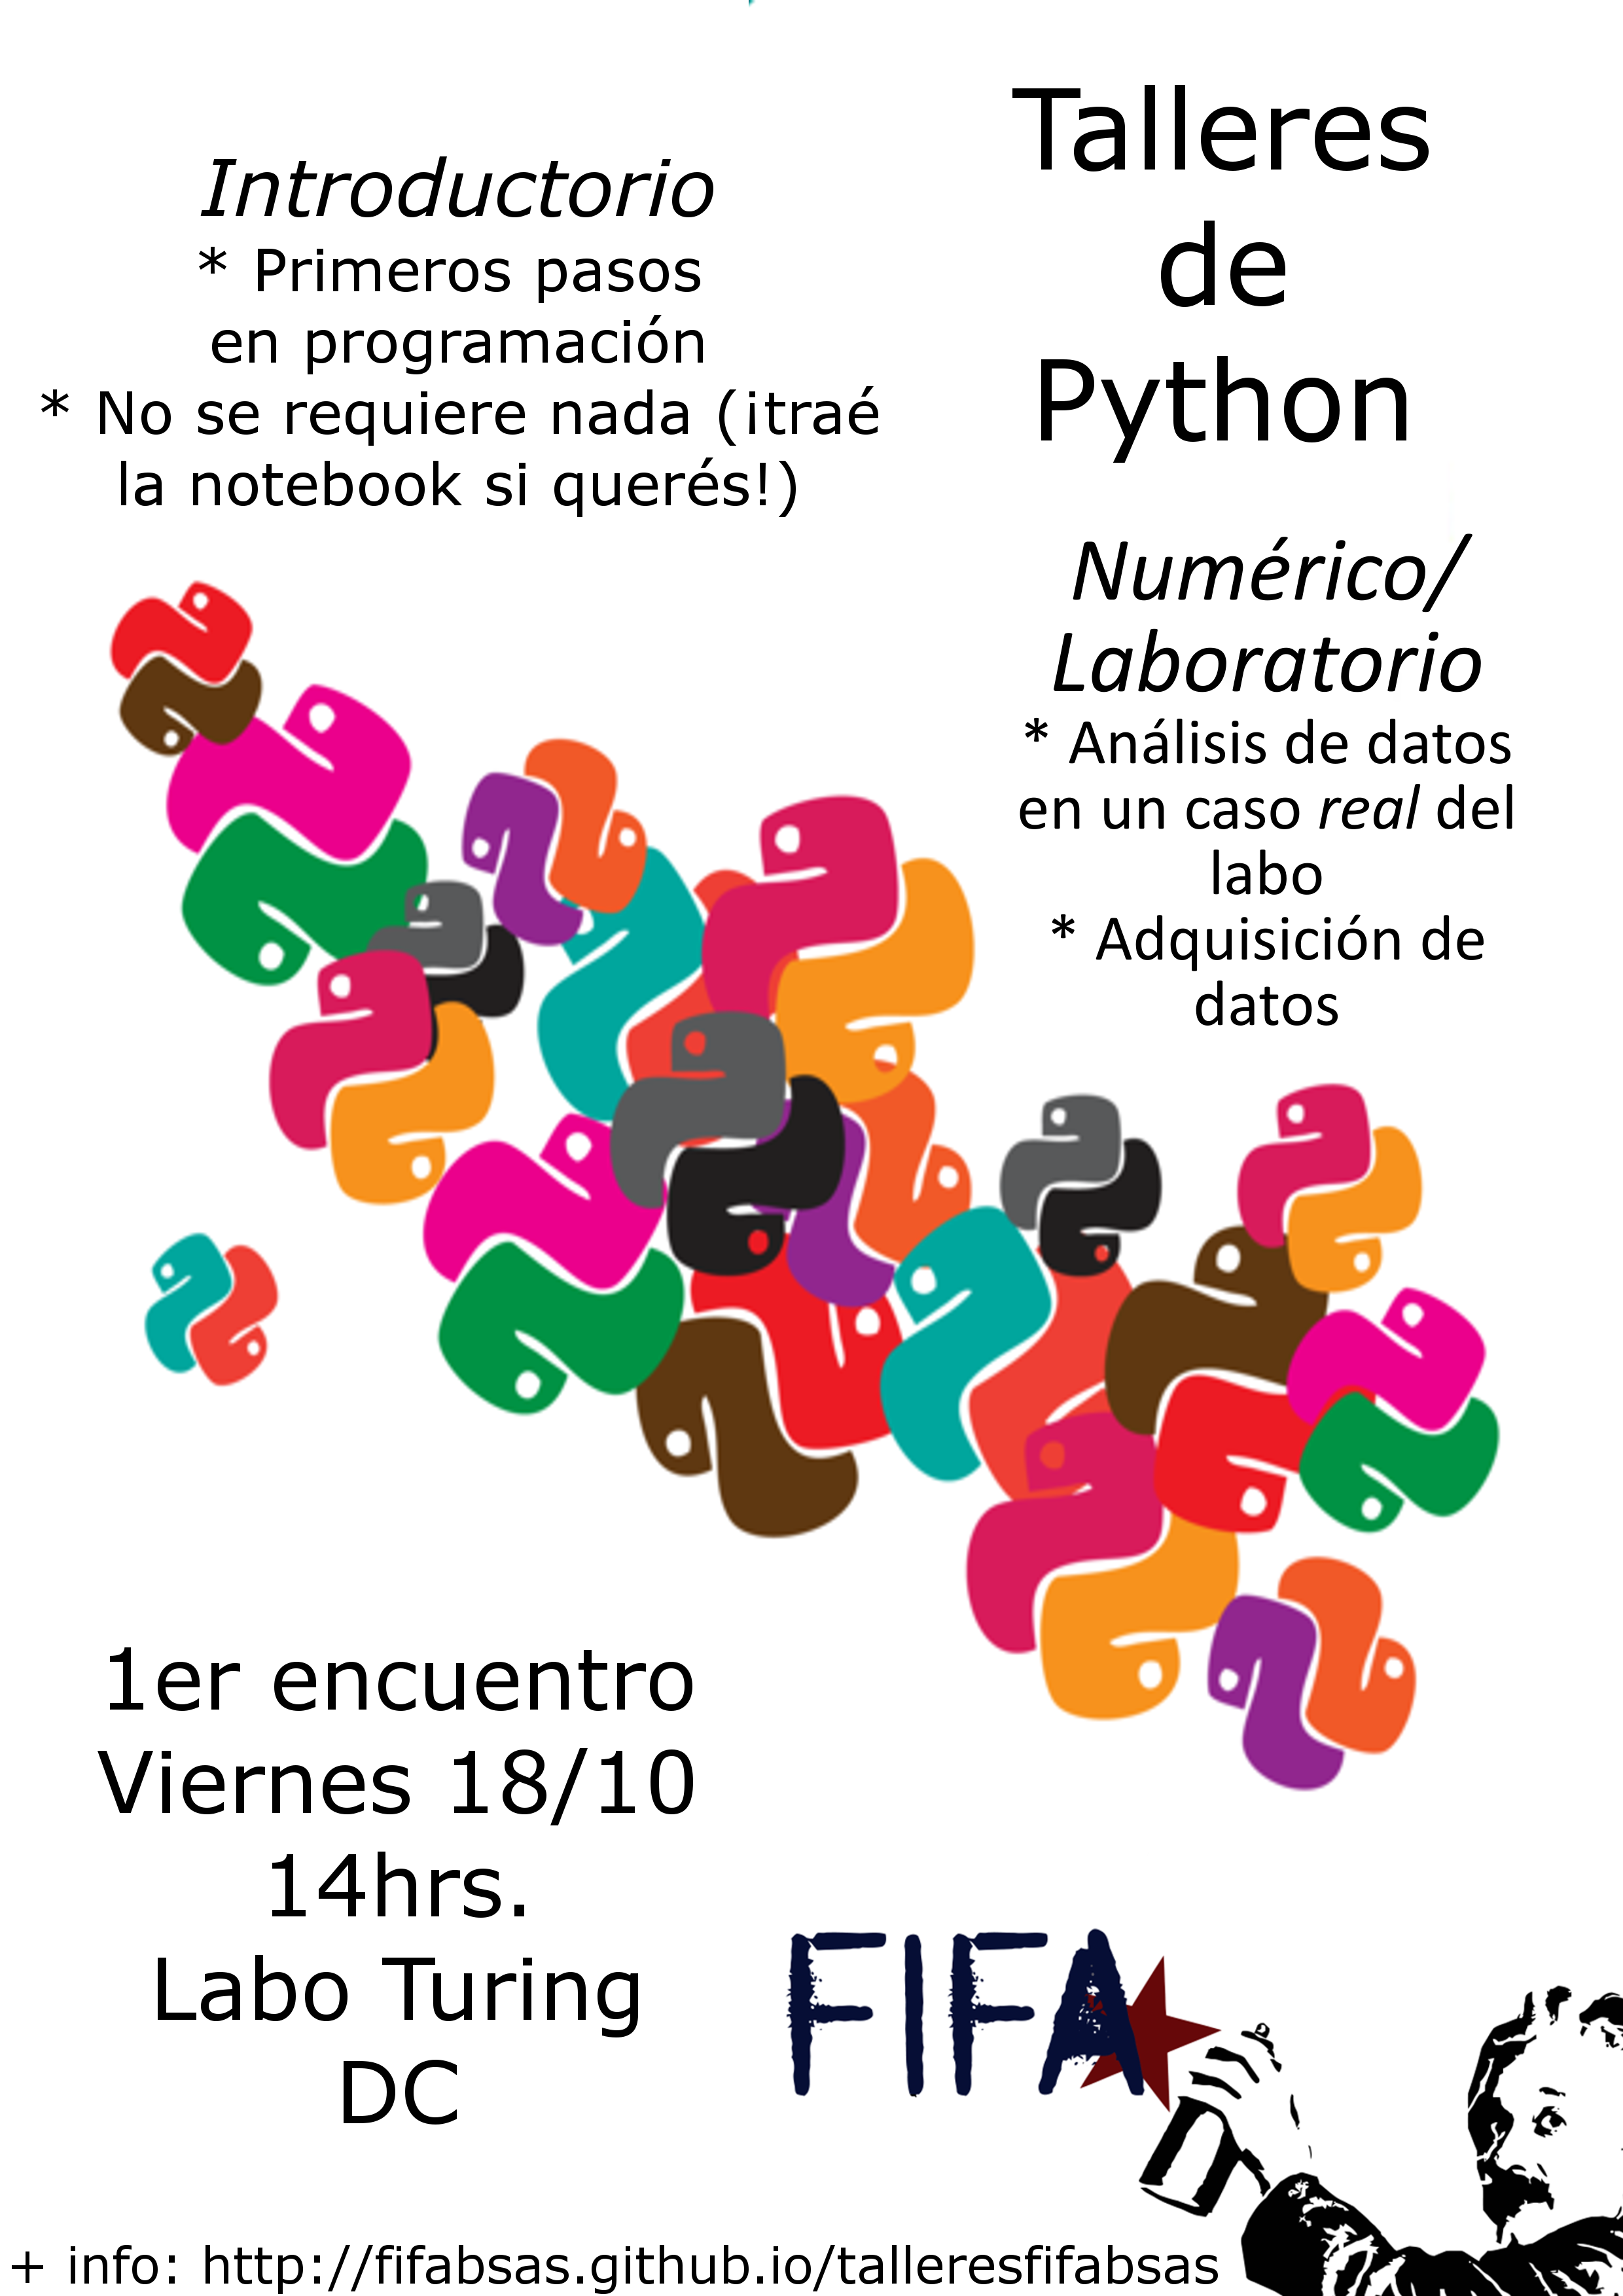 Talleres
de
Python
Introductorio
* Primeros pasos
en programación
* No se requiere nada (¡traé
la notebook si querés!)
Numérico/
Laboratorio
* Análisis de datos
en un caso real del
labo
* Adquisición de
datos
1er encuentro
Viernes 18/10
14hrs.
Labo Turing
DC
FIFA
+ info: http://fifabsas.github.io/talleresfifabsas